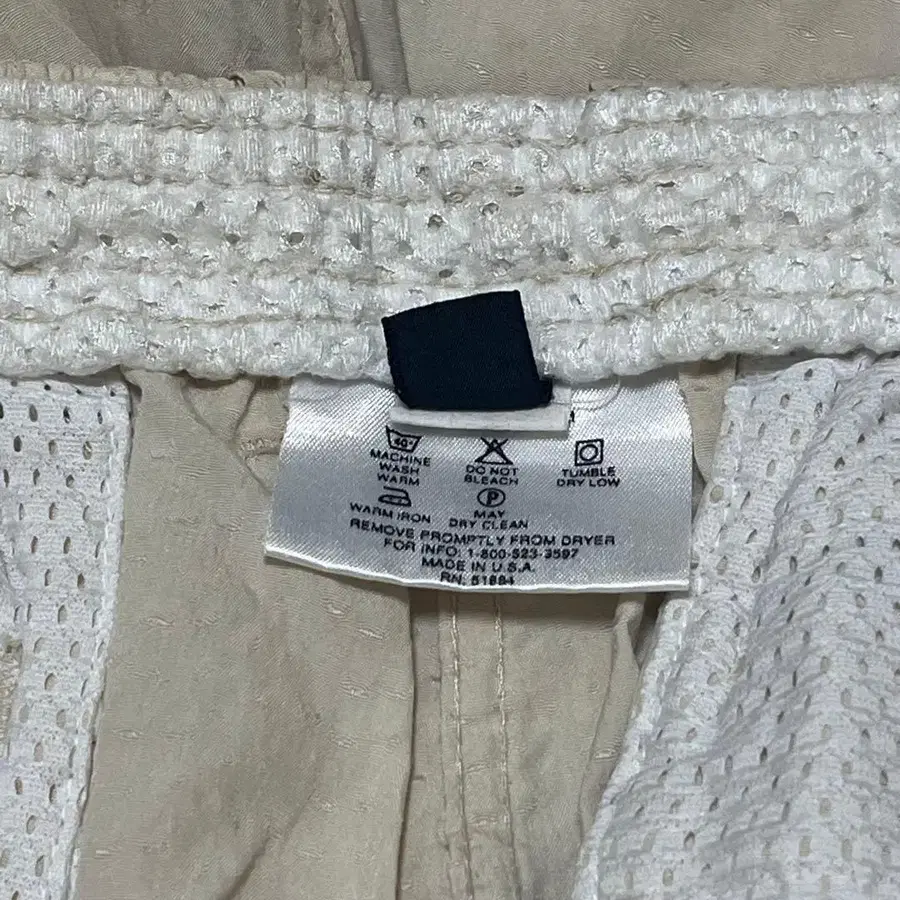 40°
MACHINE WASH WARM
DO NOT BLEACH
TUMBLE DRY LOW
WARM IRON
P
MAY DRY CLEAN
REMOVE PROMPTLY FROM DRYER
FOR INFO: 1-800-523-3597
MADE IN U.S.A.
RN: 51884